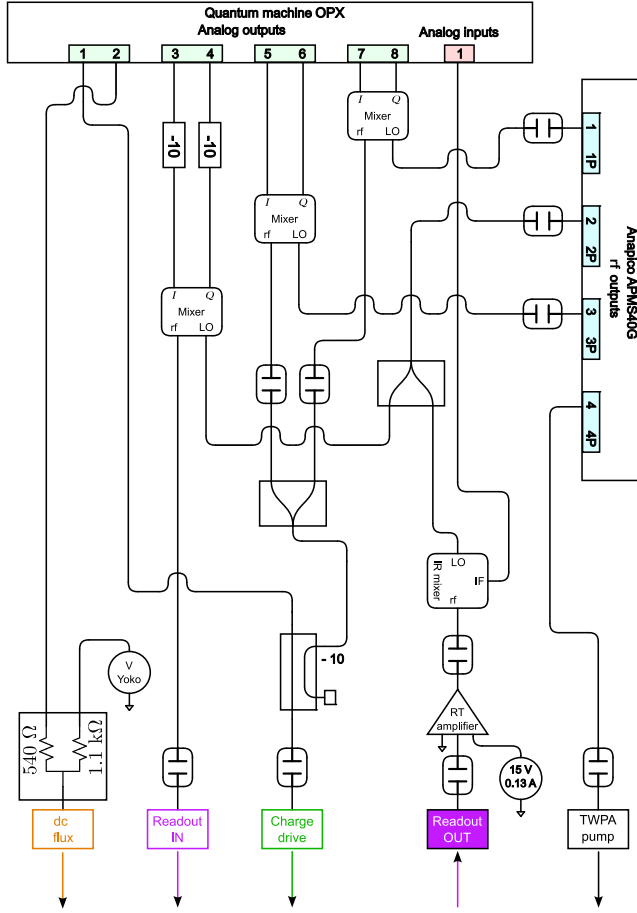 Quantum machine OPX
Analog outputs
Analog inputs
1 2 3 4 5 6 7 8 1
I Q
Mixer
rf LO
-10 -10
I Q
Mixer
rf LO
I Q
Mixer
rf LO
1
1P
2
2P
3
3P
4
4P
Anapico APMS40G
rf outputs
LO
IR mixer
IF
rf
- 10
V
Yoko
540 Ω
1.1 kΩ
RT
amplifier
15 V
0.13 A
dc
flux
Readout
IN
Charge
drive
Readout
OUT
TWPA
pump